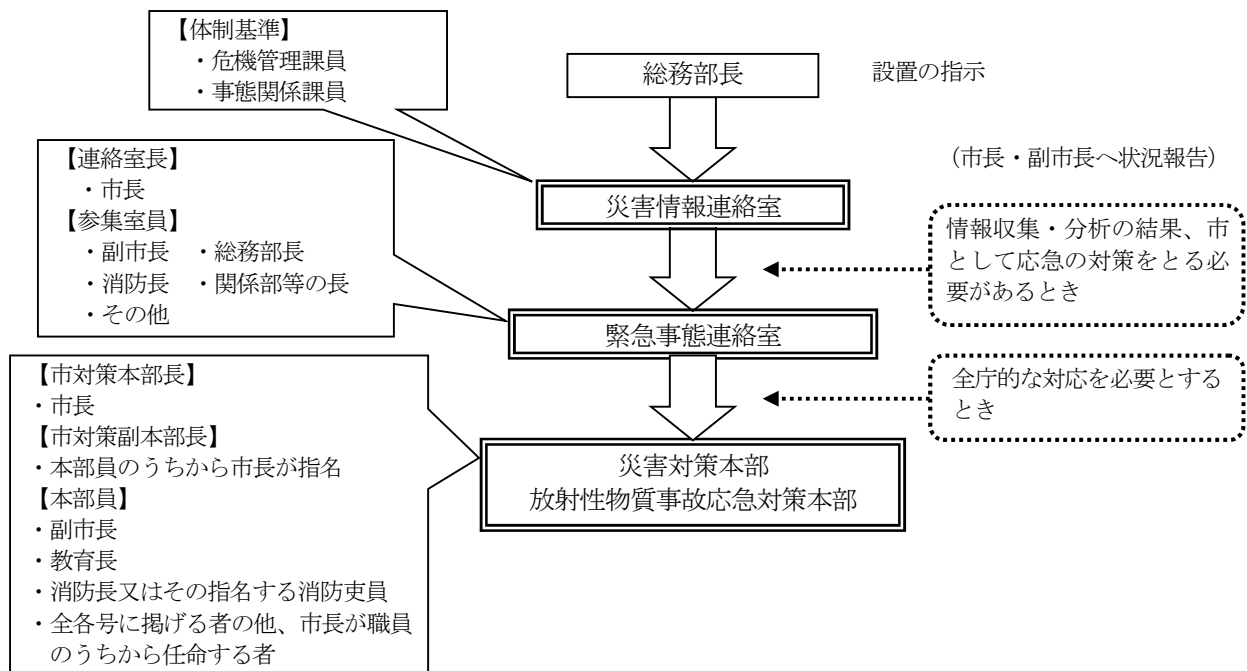 【体制基準】
・危機管理課員
・事態関係課員
総務部長
設置の指示
【連絡室長】
・市長
【参集室員】
・副市長 ・総務部長
・消防長 ・関係部等の長
・その他
(市長・副市長へ状況報告)
災害情報連絡室
情報収集・分析の結果、市
として応急の対策をとる必
要があるとき
緊急事態連絡室
【市対策本部長】
・市長
【市対策副本部長】
・本部員のうちから市長が指名
【本部員】
・副市長
・教育長
・消防長又はその指名する消防吏員
・全各号に掲げる者の他、市長が職員
のうちから任命する者
全庁的な対応を必要とする
とき
災害対策本部
放射性物質事故応急対策本部